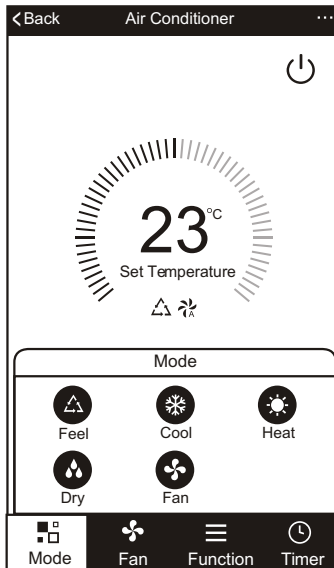 Back Air Conditioner ...
23°C
Set Temperature
A
Mode
Feel Cool Heat
Dry Fan
Mode Fan Function Timer